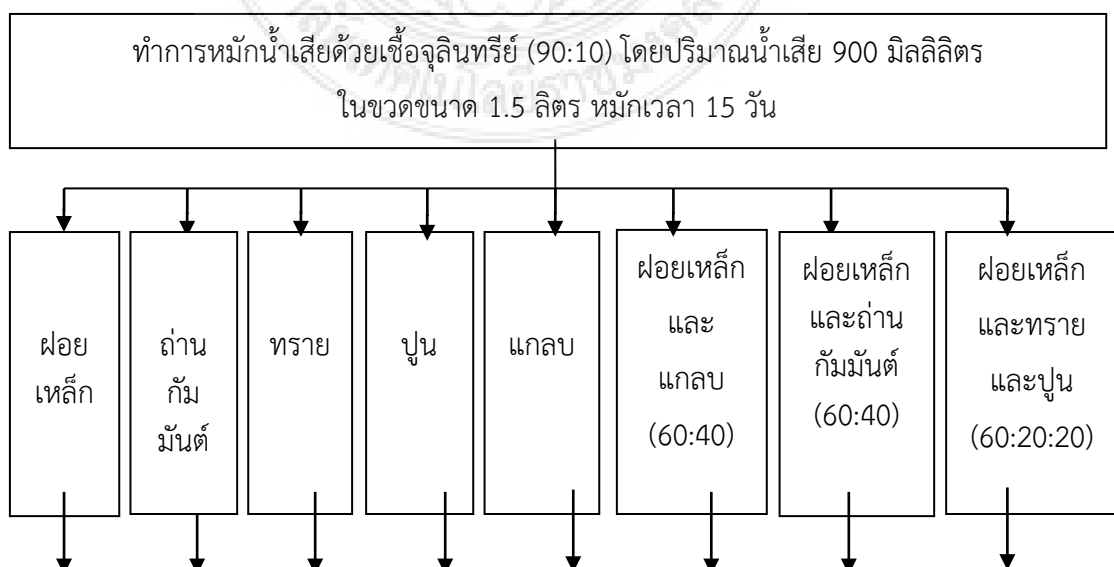 ทำการหมักน้ำเสียด้วยเชื้อจุลินทรีย์ (90:10) โดยปริมาณน้ำเสีย 900 มิลลิลิตร
ในขวดขนาด 1.5 ลิตร หมักเวลา 15 วัน
ฝอย
เหล็ก
ถ่าน
กัม
มันต์
ทราย
ปูน
แกลบ
ฝอยเหล็ก
และ
แกลบ
(60:40)
ฝอยเหล็ก
และถ่าน
กัมมันต์
(60:40)
ฝอยเหล็ก
และทราย
และปูน
(60:20:20)